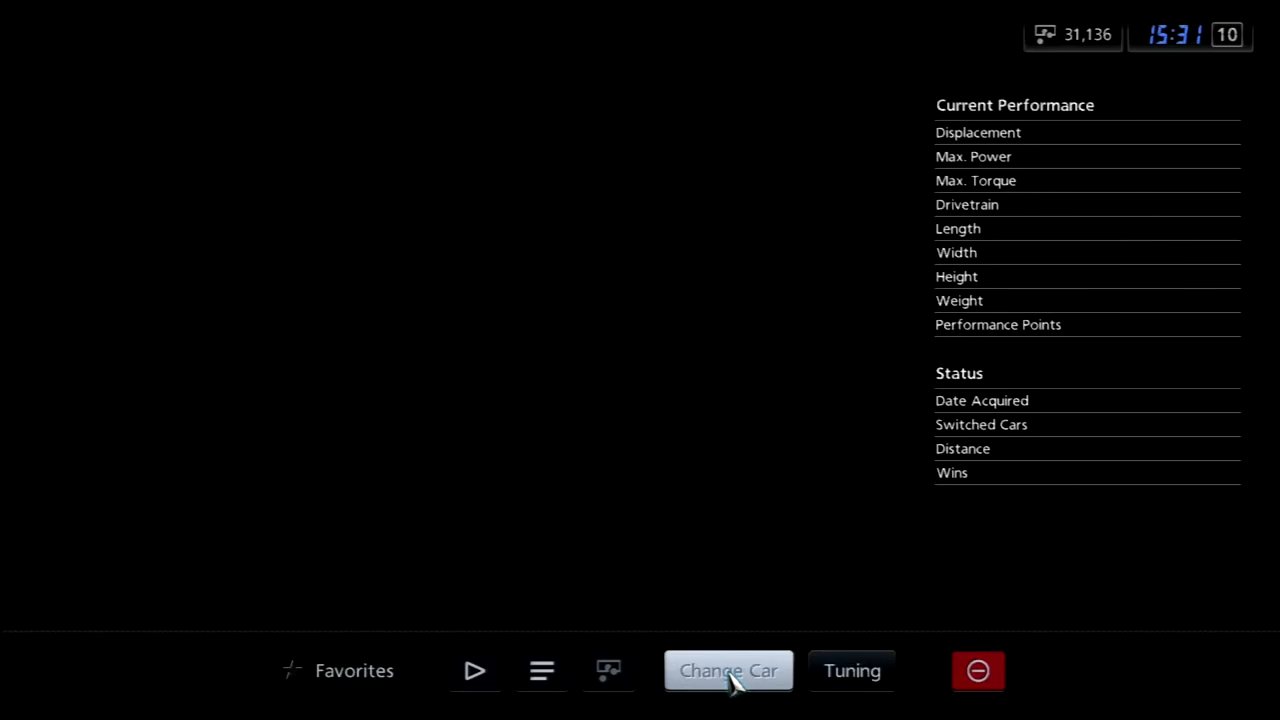 31,136 15:31 10
Current Performance
Displacement
Max. Power
Max. Torque
Drivetrain
Length
Width
Height
Weight
Performance Points
Status
Date Acquired
Switched Cars
Distance
Wins
Favorites Change Car Tuning